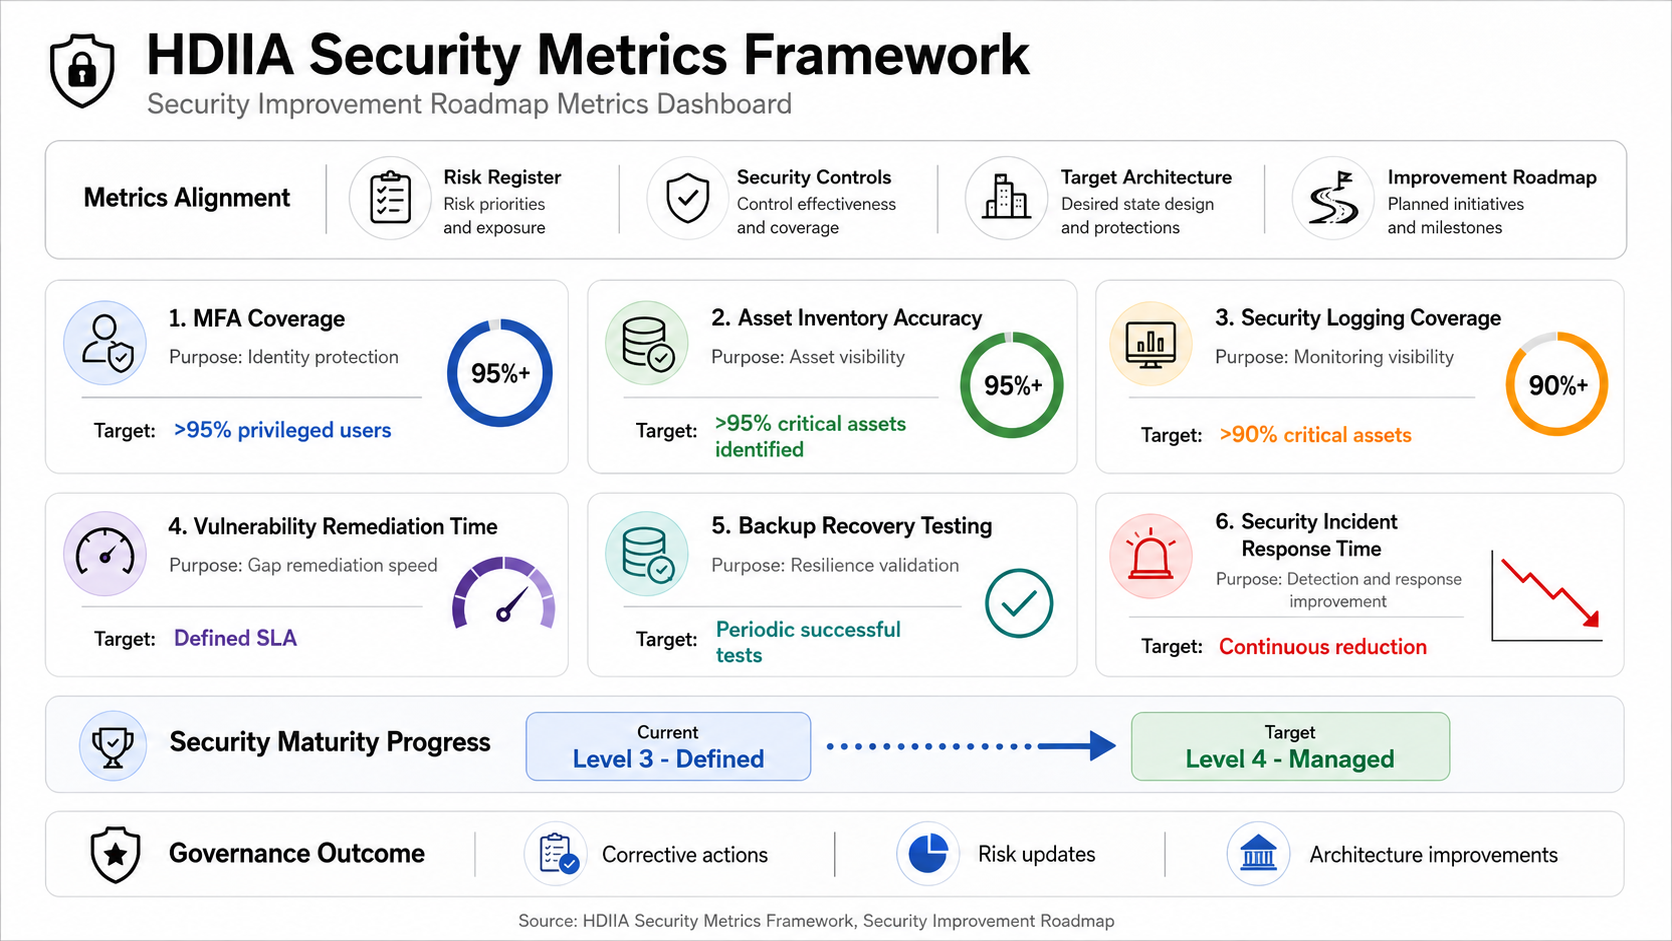 HDIIA Security Metrics Framework
Security Improvement Roadmap Metrics Dashboard
Metrics Alignment
Risk Register
Risk priorities
and exposure
Security Controls
Control effectiveness
and coverage
Target Architecture
Desired state design
and protections
Improvement Roadmap
Planned initiatives
and milestones
1. MFA Coverage
Purpose: Identity protection
95%+
Target: >95% privileged users
2. Asset Inventory Accuracy
Purpose: Asset visibility
95%+
Target: >95% critical assets
identified
3. Security Logging Coverage
Purpose: Monitoring visibility
90%+
Target: >90% critical assets
4. Vulnerability Remediation Time
Purpose: Gap remediation speed
Target: Defined SLA
5. Backup Recovery Testing
Purpose: Resilience validation
Target: Periodic successful
tests
6. Security Incident
Response Time
Purpose: Detection and response
improvement
Target: Continuous reduction
Security Maturity Progress
Current
Level 3 - Defined
Target
Level 4 - Managed
Governance Outcome
Corrective actions
Risk updates
Architecture improvements
Source: HDIIA Security Metrics Framework, Security Improvement Roadmap